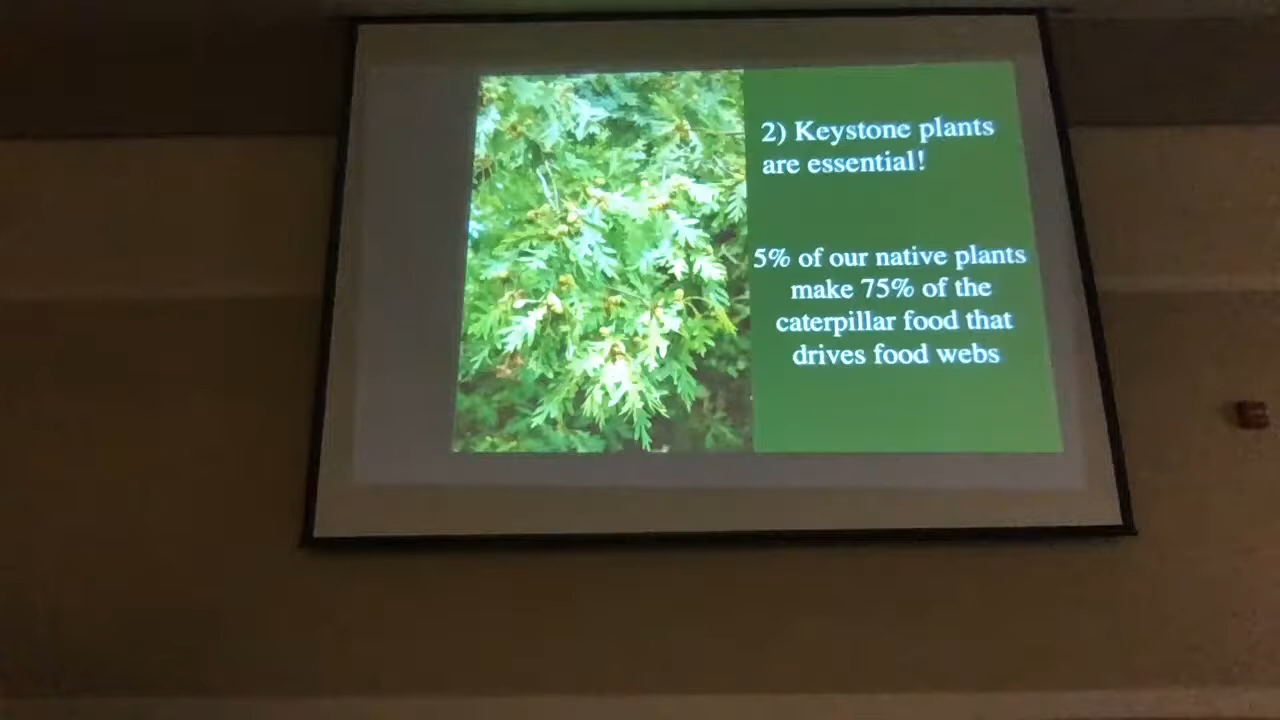 2) Keystone plants
are essential!
5% of our native plants
make 75% of the
caterpillar food that
drives food webs